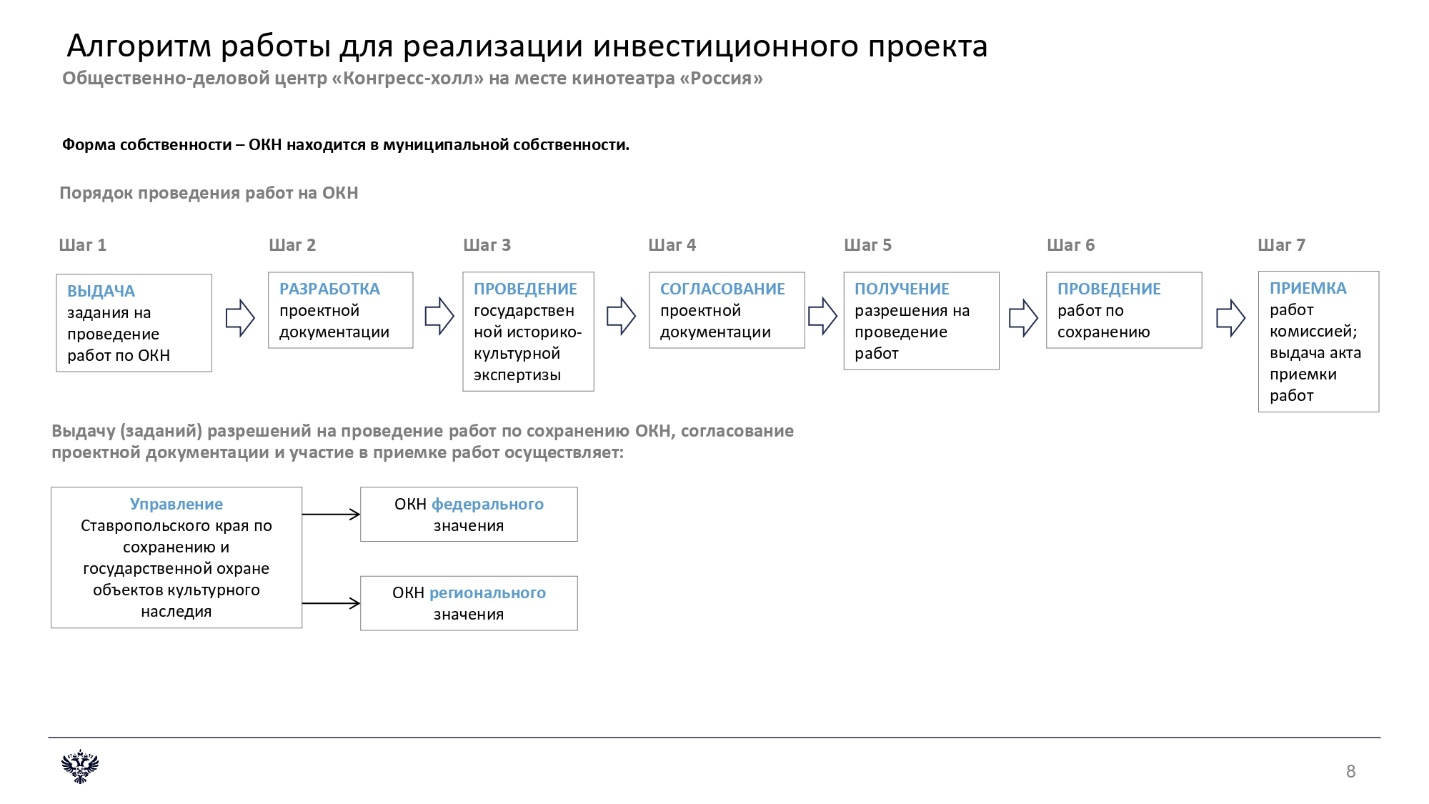 Алгоритм работы для реализации инвестиционного проекта
Общественно-деловой центр «Конгресс-холл» на месте кинотеатра «Россия»
Форма собственности – ОКН находится в муниципальной собственности.
Порядок проведения работ на ОКН
Шаг 1
ВЫДАЧА
задания на
проведение
работ по ОКН
Шаг 2
РАЗРАБОТКА
проектной
документации
Шаг 3
ПРОВЕДЕНИЕ
государствен
ной историко-
культурной
экспертизы
Шаг 4
СОГЛАСОВАНИЕ
проектной
документации
Шаг 5
ПОЛУЧЕНИЕ
разрешения на
проведение
работ
Шаг 6
ПРОВЕДЕНИЕ
работ по
сохранению
Шаг 7
ПРИЕМКА
работ
комиссией;
выдача акта
приемки
работ
Выдачу (заданий) разрешений на проведение работ по сохранению ОКН, согласование
проектной документации и участие в приемке работ осуществляет:
Управление
Ставропольского края по
сохранению и
государственной охране
объектов культурного
наследия
ОКН федерального
значения
ОКН регионального
значения
8